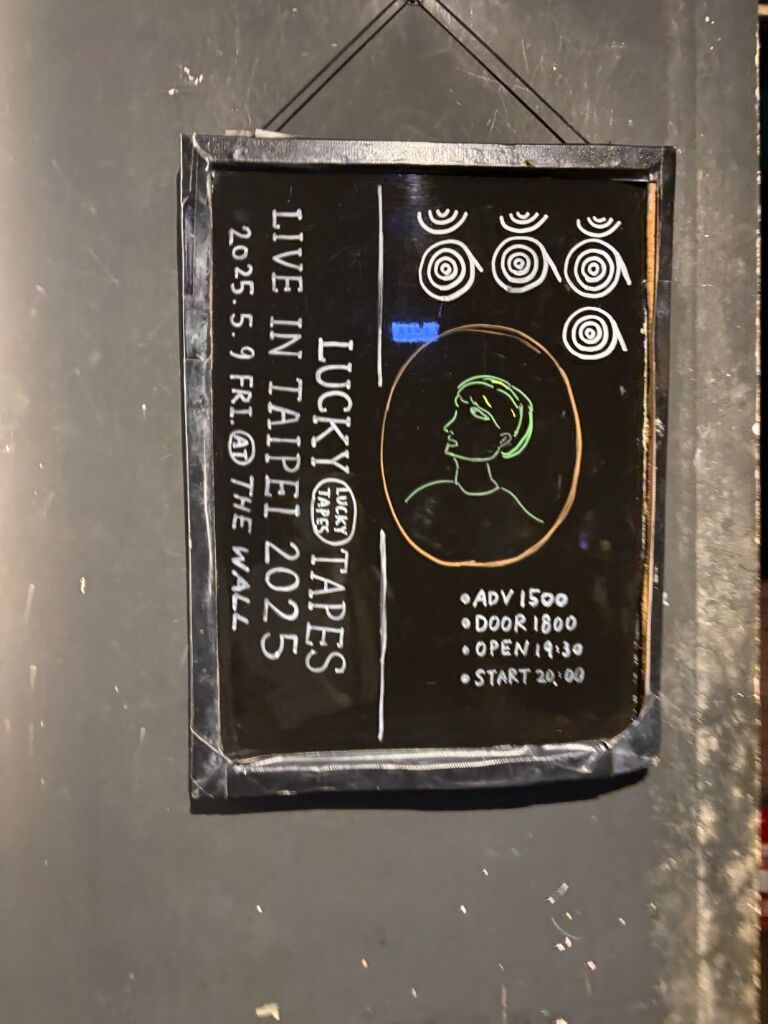 LUCKY LUCKY TAPES TAPES
LIVE IN TAIPEI 2025
2025.5.9 FRI. AT THE WALL
• ADV 1500
• DOOR 1800
• OPEN 19:30
• START 20:00